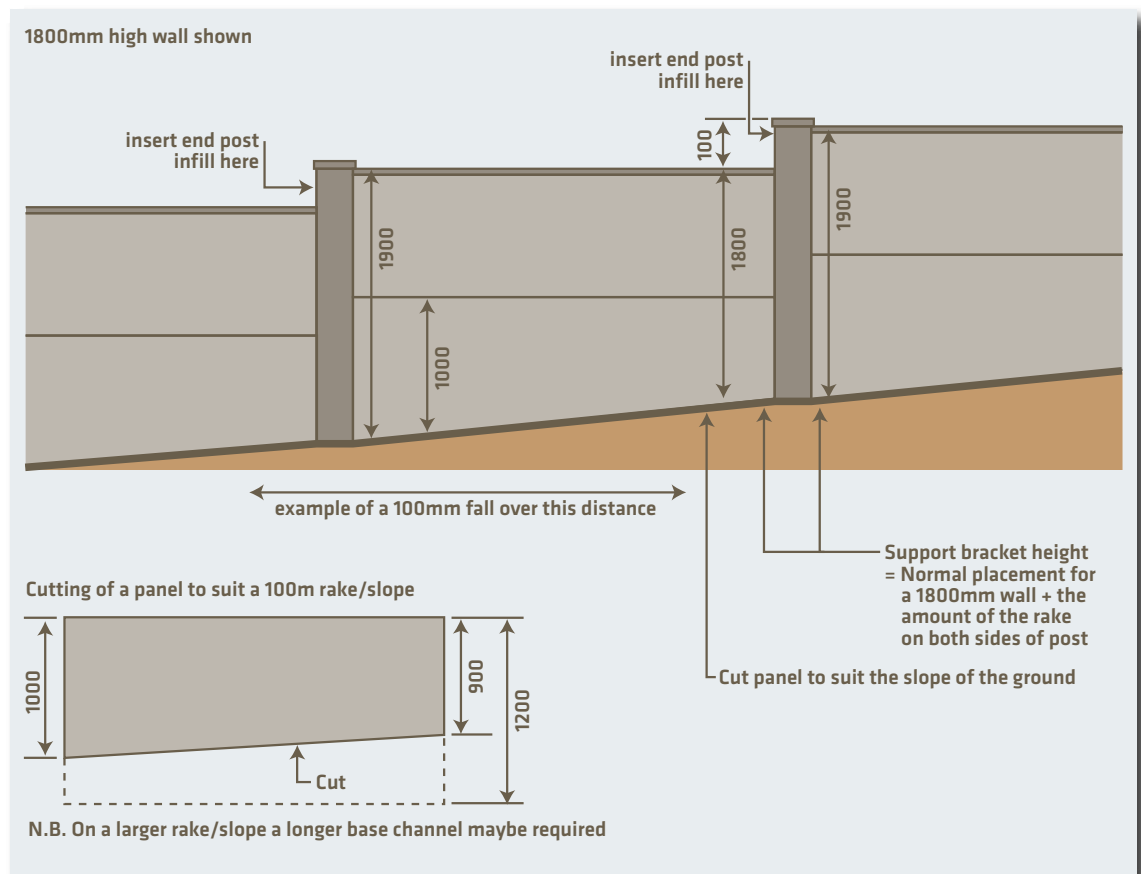 1800mm high wall shown
insert end post
infill here
insert end post
infill here
100
1900
1800
1900
1000
example of a 100mm fall over this distance
Support bracket height
= Normal placement for
a 1800mm wall + the
amount of the rake
on both sides of post
Cut panel to suit the slope of the ground
Cutting of a panel to suit a 100m rake/slope
1000
900
1200
Cut
N.B. On a larger rake/slope a longer base channel maybe required